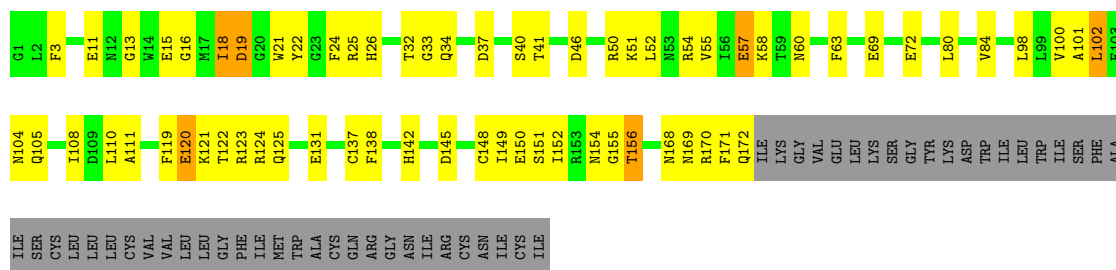 G1 L2 F3 E11 N12 G13 W14 E15 G16 M17 I18 D19 G20 W21 Y22 G23 F24 R25 H26 T32 G33 Q34 D37 S40 T41 D46 R50 K51 L52 N53 R54 V55 I56 E57 K58 T59 N60 F63 E69 E72 L80 V84 L98 L99 V100 A101 L102 E103
N104 Q105 I108 D109 L110 A111 F119 E120 K121 T122 R123 R124 Q125 E131 C137 F138 H142 D145 C148 I149 E150 S151 I152 R153 N154 G155 T156 N168 N169 R170 F171 Q172 ILE LYS GLY VAL GLU LEU LYS SER GLY TYR LYS ASP TRP ILE LEU TRP ILE SER PHE ALA
ILE SER CYS LEU LEU LEU CYS VAL VAL LEU LEU GLY PHE ILE MET TRP ALA CYS GLN ARG GLY ASN ILE ARG CYS ASN ILE CYS ILE